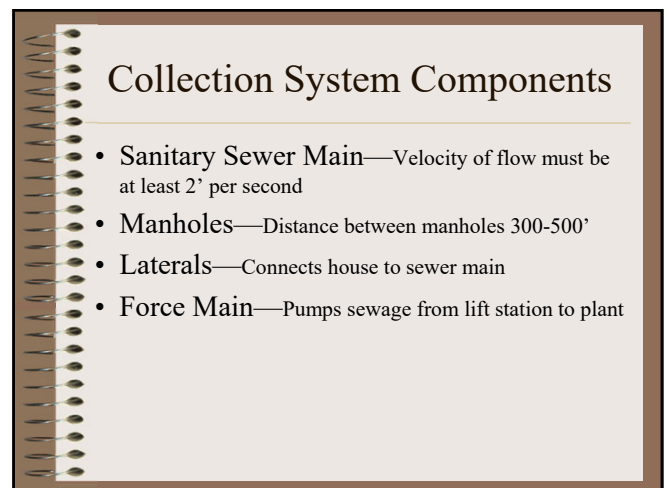 Collection System Components
• Sanitary Sewer Main—Velocity of flow must be
at least 2’ per second
• Manholes—Distance between manholes 300-500’
• Laterals—Connects house to sewer main
• Force Main—Pumps sewage from lift station to plant